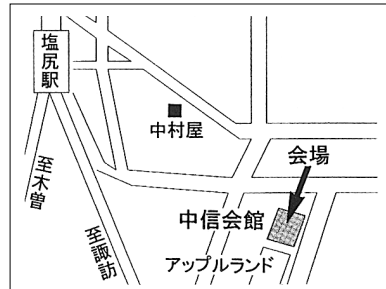 塩尻駅
中村屋
会場
至木曽
中信会館
至諏訪
アップルランド